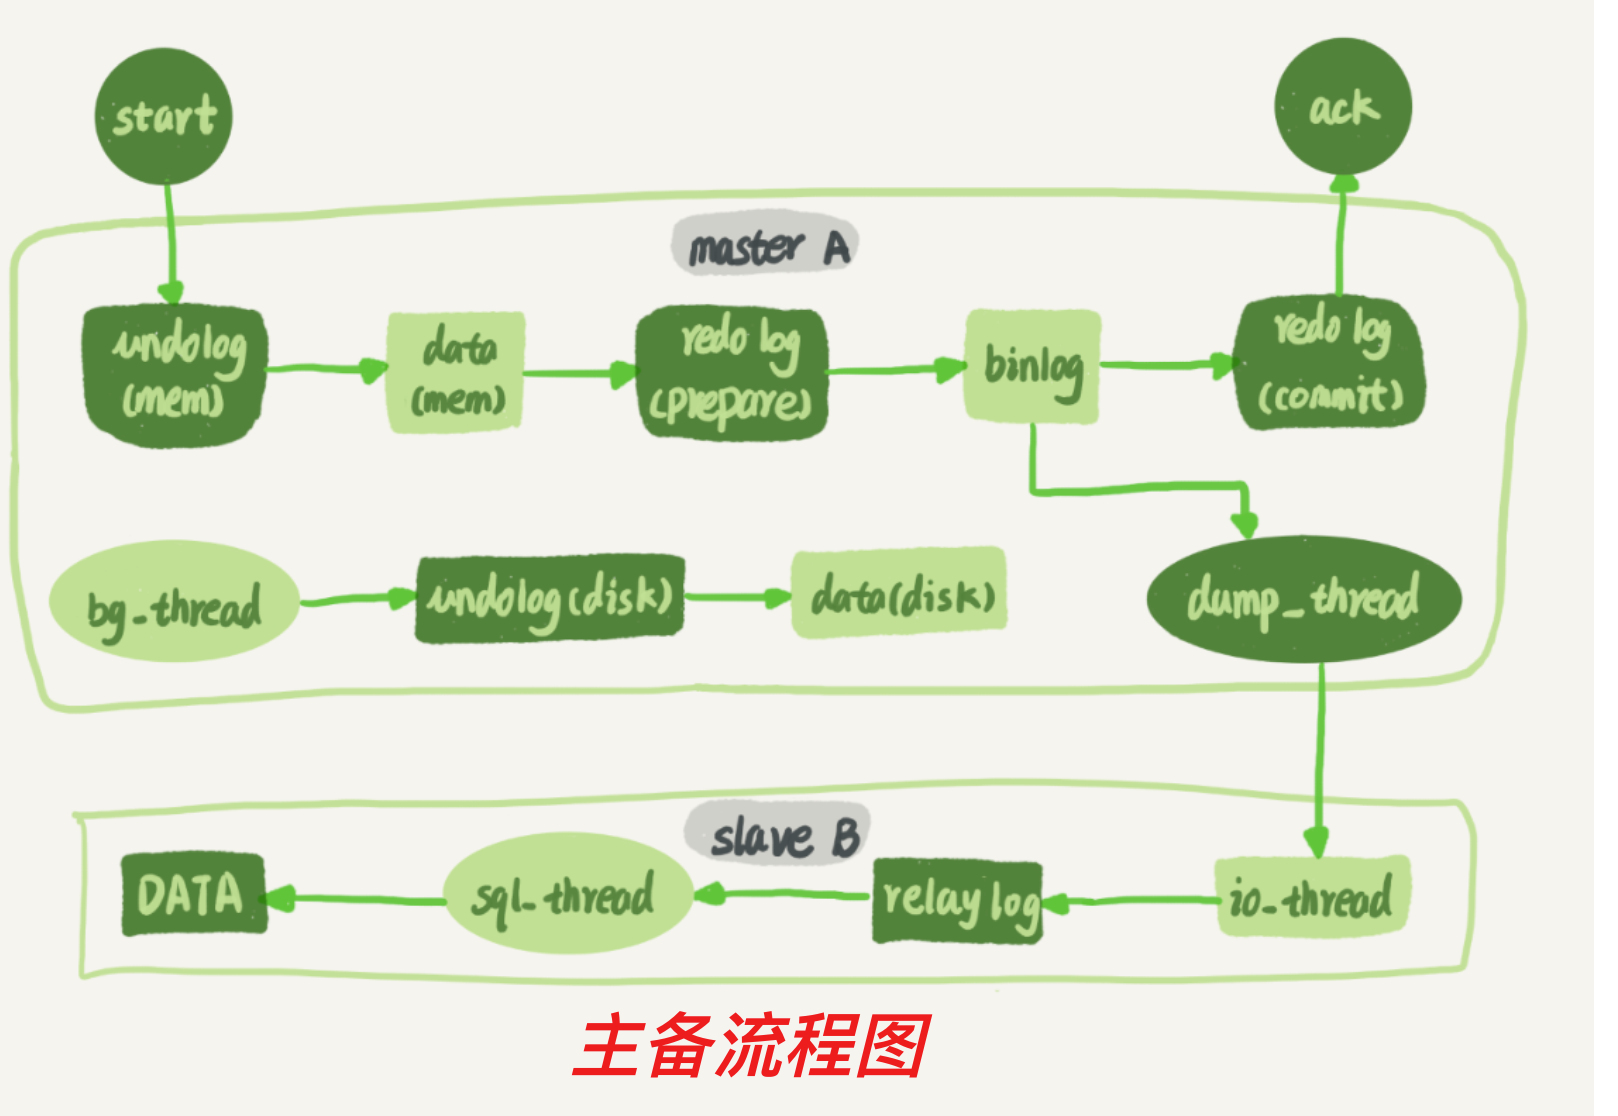 start
ack
master A
undolog
(mem)
data
(mem)
redo log
(prepare)
binlog
redo log
(commit)
bg_thread
undolog(disk)
data(disk)
dump_thread
slave B
DATA
sql_thread
relay log
io_thread
主备流程图